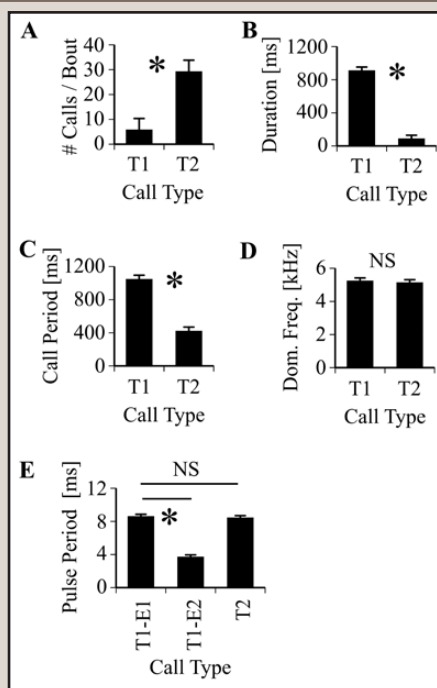 A
# Calls / Bout
40
30
20
10
0
*
T1 T2
Call Type
B
Duration [ms]
1200
800
400
0
*
T1 T2
Call Type
C
Call Period [ms]
1200
800
400
0
*
T1 T2
Call Type
D
Dom. Freq. [kHz]
6
4
2
0
NS
T1 T2
Call Type
E
Pulse Period [ms]
12
8
4
0
NS
*
T1-E1 T1-E2 T2
Call Type